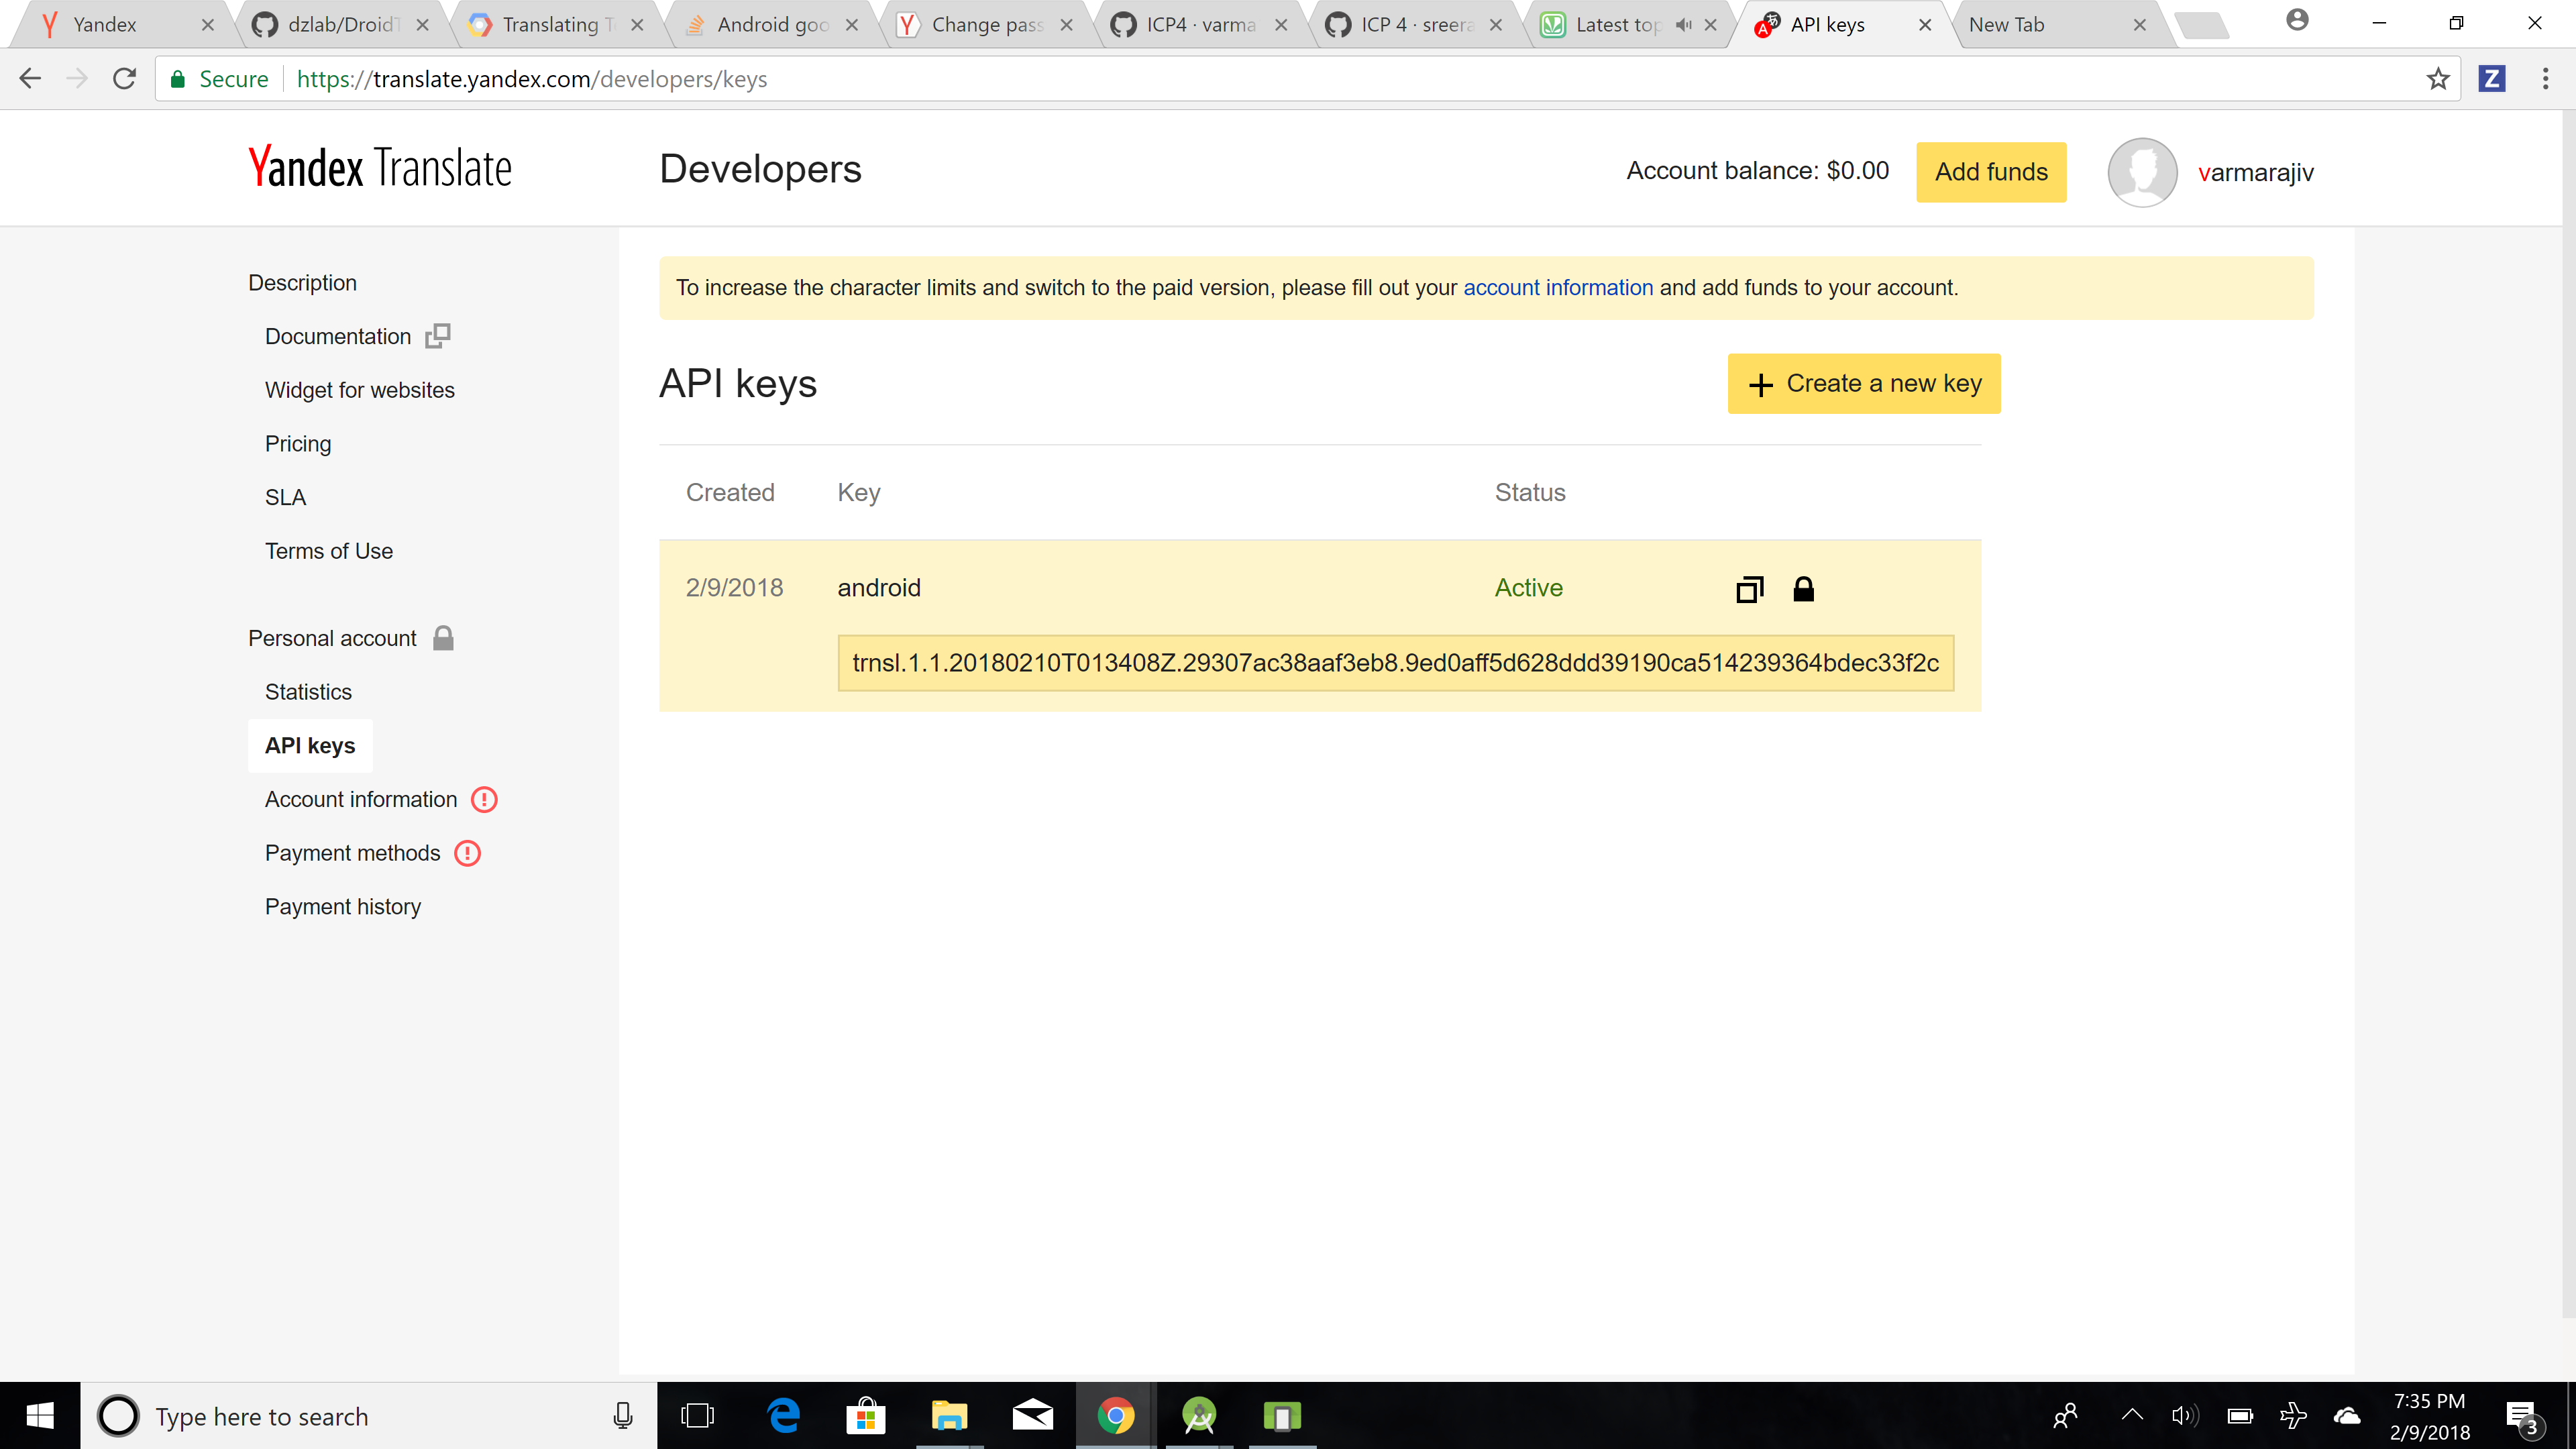 Yandex
dzlab/DroidT
Translating T
Android goo
Change pass
ICP4 · varma
ICP 4 · sreera
Latest top
API keys
New Tab
Secure
https://translate.yandex.com/developers/keys
Yandex Translate
Developers
Account balance: $0.00
Add funds
varmarajiv
Description
Documentation
Widget for websites
Pricing
SLA
Terms of Use
Personal account
Statistics
API keys
Account information
Payment methods
Payment history
To increase the character limits and switch to the paid version, please fill out your account information and add funds to your account.
API keys
+ Create a new key
Created Key Status
2/9/2018 android Active
trnsl.1.1.20180210T013408Z.29307ac38aaf3eb8.9ed0aff5d628ddd39190ca514239364bdec33f2c
Type here to search
7:35 PM
2/9/2018
3